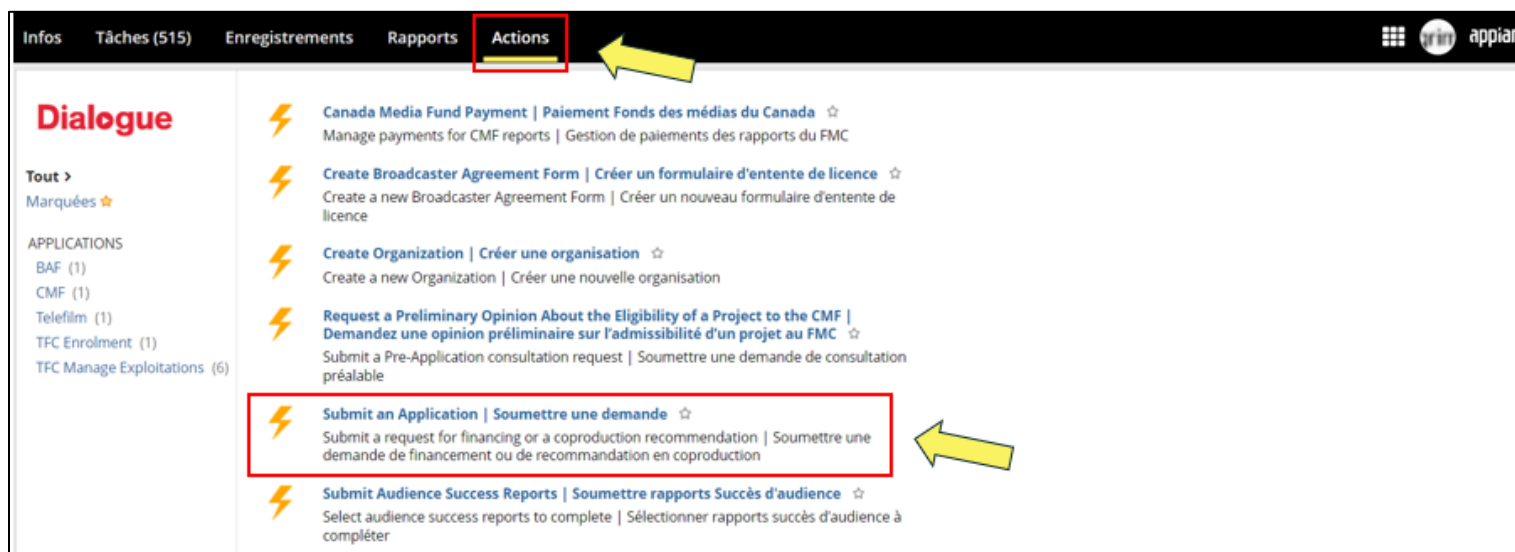 Infos Tâches (515) Enregistrements Rapports Actions
Dialogue
Tout >
Marquées
APPLICATIONS
BAF (1)
CMF (1)
Telefilm (1)
TFC Enrolment (1)
TFC Manage Exploitations (6)
Canada Media Fund Payment | Paiement Fonds des médias du Canada
Manage payments for CMF reports | Gestion de paiements des rapports du FMC
Create Broadcaster Agreement Form | Créer un formulaire d'entente de licence
Create a new Broadcaster Agreement Form | Créer un nouveau formulaire d'entente de
licence
Create Organization | Créer une organisation
Create a new Organization | Créer une nouvelle organisation
Request a Preliminary Opinion About the Eligibility of a Project to the CMF |
Demandez une opinion préliminaire sur l'admissibilité d'un projet au FMC
Submit a Pre-Application consultation request | Soumettre une demande de consultation
préalable
Submit an Application | Soumettre une demande
Submit a request for financing or a coproduction recommendation | Soumettre une
demande de financement ou de recommandation en coproduction
Submit Audience Success Reports | Soumettre rapports Succès d'audience
Select audience success reports to complete | Sélectionner rapports succès d'audience à
compléter